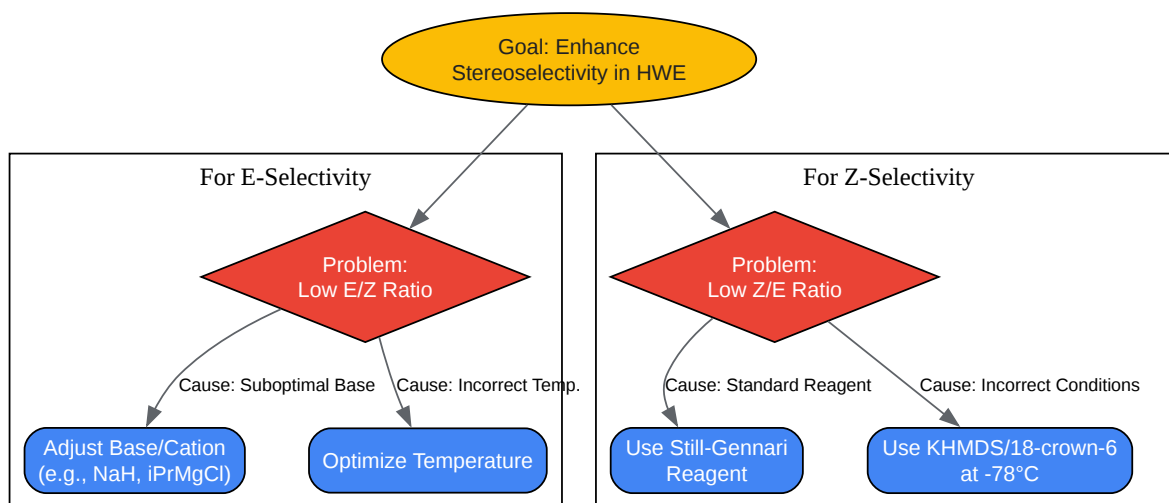 Goal: Enhance
Stereoselectivity in HWE
For E-Selectivity
For Z-Selectivity
Problem:
Low E/Z Ratio
Problem:
Low Z/E Ratio
Cause: Suboptimal Base
Cause: Incorrect Temp.
Cause: Standard Reagent
Cause: Incorrect Conditions
Adjust Base/Cation
(e.g., NaH, iPrMgCl)
Optimize Temperature
Use Still-Gennari
Reagent
Use KHMDS/18-crown-6
at -78°C